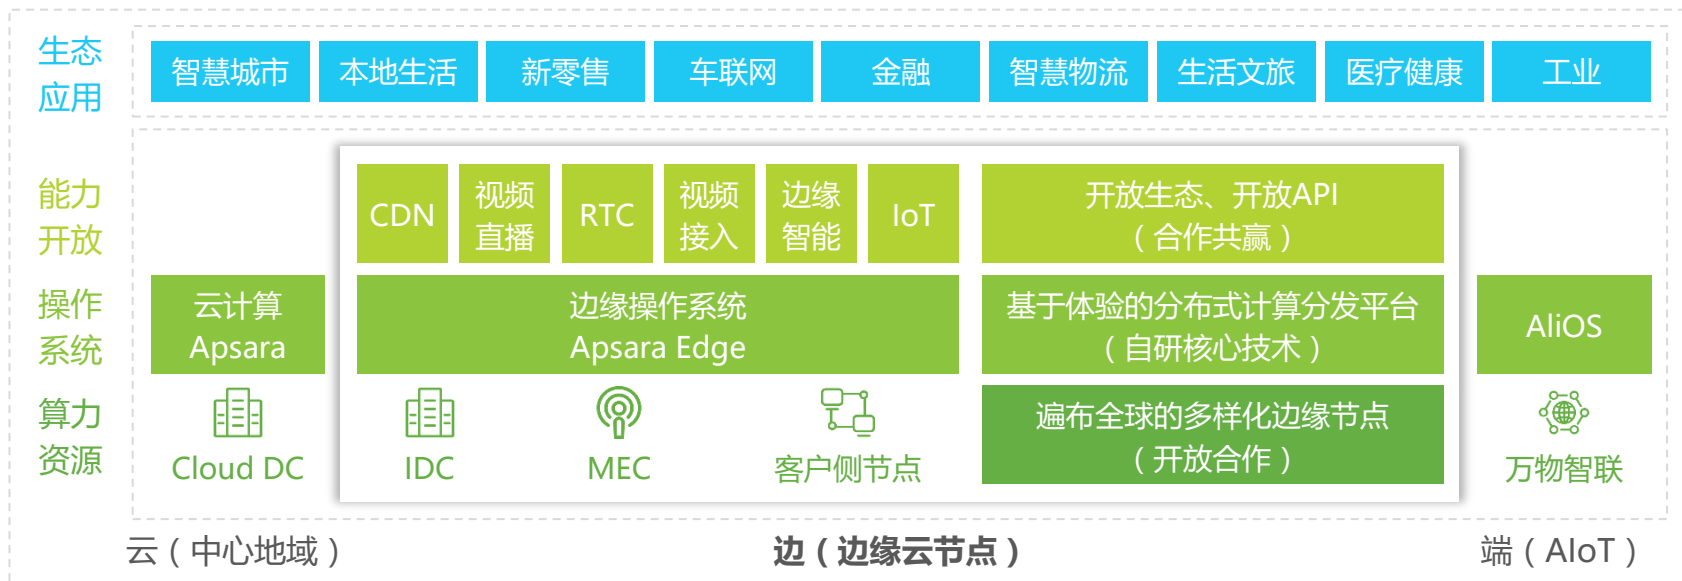 生态
应用
智慧城市
本地生活
新零售
车联网
金融
智慧物流
生活文旅
医疗健康
工业
能力
开放
CDN
视频
直播
RTC
视频
接入
边缘
智能
IoT
开放生态、开放API
（合作共赢）
操作
系统
云计算
Apsara
边缘操作系统
Apsara Edge
基于体验的分布式计算分发平台
（自研核心技术）
AliOS
算力
资源
Cloud DC
IDC
MEC
客户侧节点
遍布全球的多样化边缘节点
（开放合作）
万物智联
云（中心地域）
边（边缘云节点）
端（AIoT）